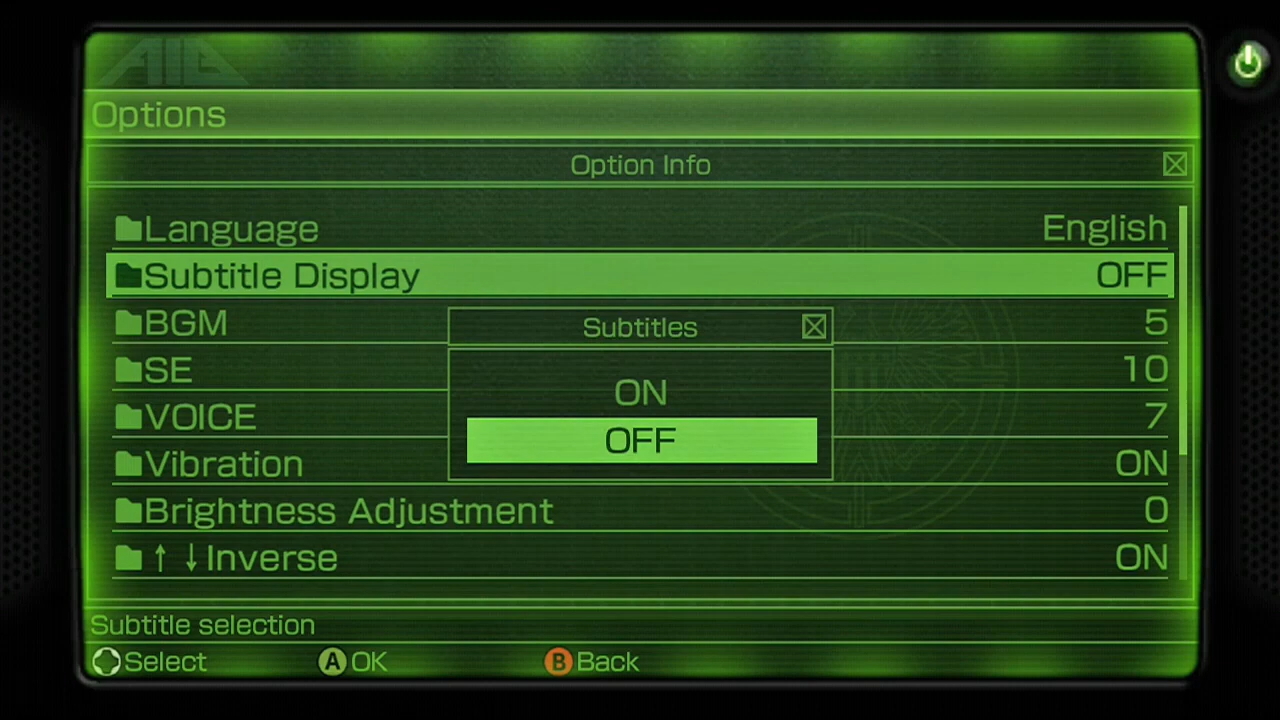 AIG
Options
Option Info
Language English
Subtitle Display OFF
BGM 5
SE 10
VOICE 7
Vibration ON
Brightness Adjustment 0
↑ ↓Inverse ON
Subtitles
ON
OFF
Subtitle selection
Select A OK B Back